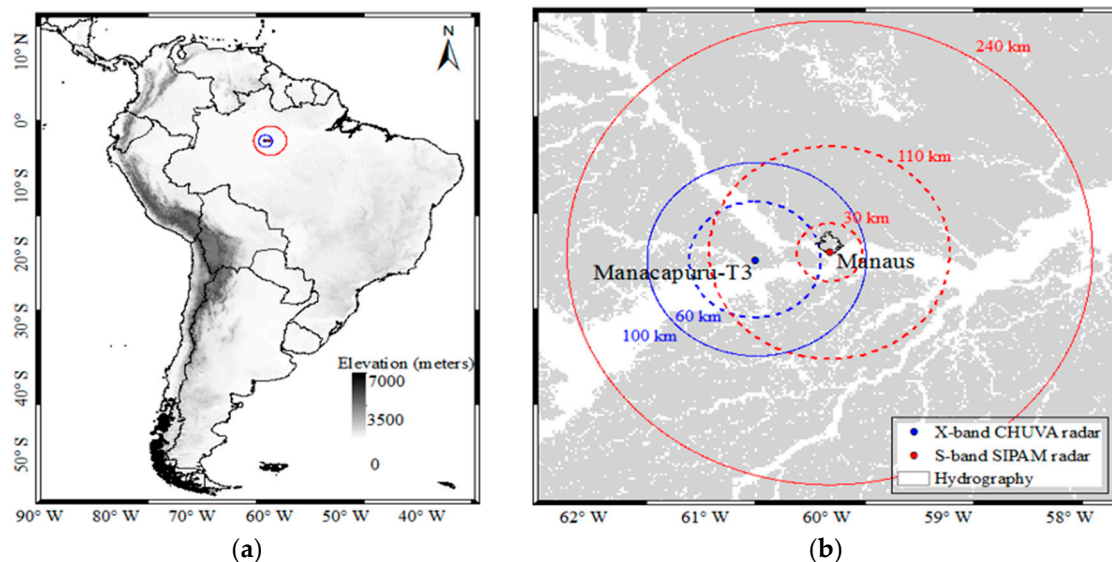 N
10° N
0°
10° S
20° S
30° S
40° S
50° S
Elevation (meters)
7000
3500
0
90° W 80° W 70° W 60° W 50° W 40° W
(a)
240 km
110 km
30 km
Manaus
Manacapuru-T3
60 km
100 km
X-band CHUVA radar
S-band SIPAM radar
Hydrography
62° W 61° W 60° W 59° W 58° W
(b)